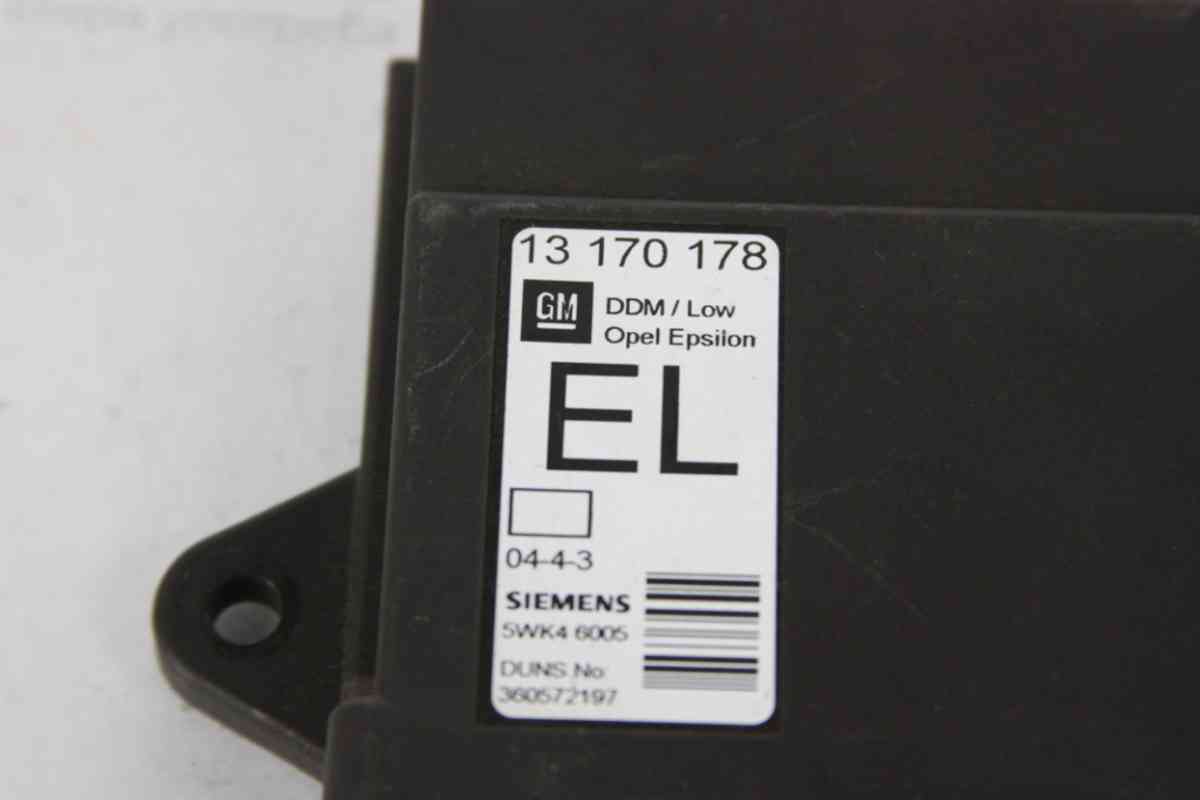 13 170 178
GM
DDM / Low
Opel Epsilon
EL
04-4-3
SIEMENS
5WK4 6005
DUNS.No:
360572197